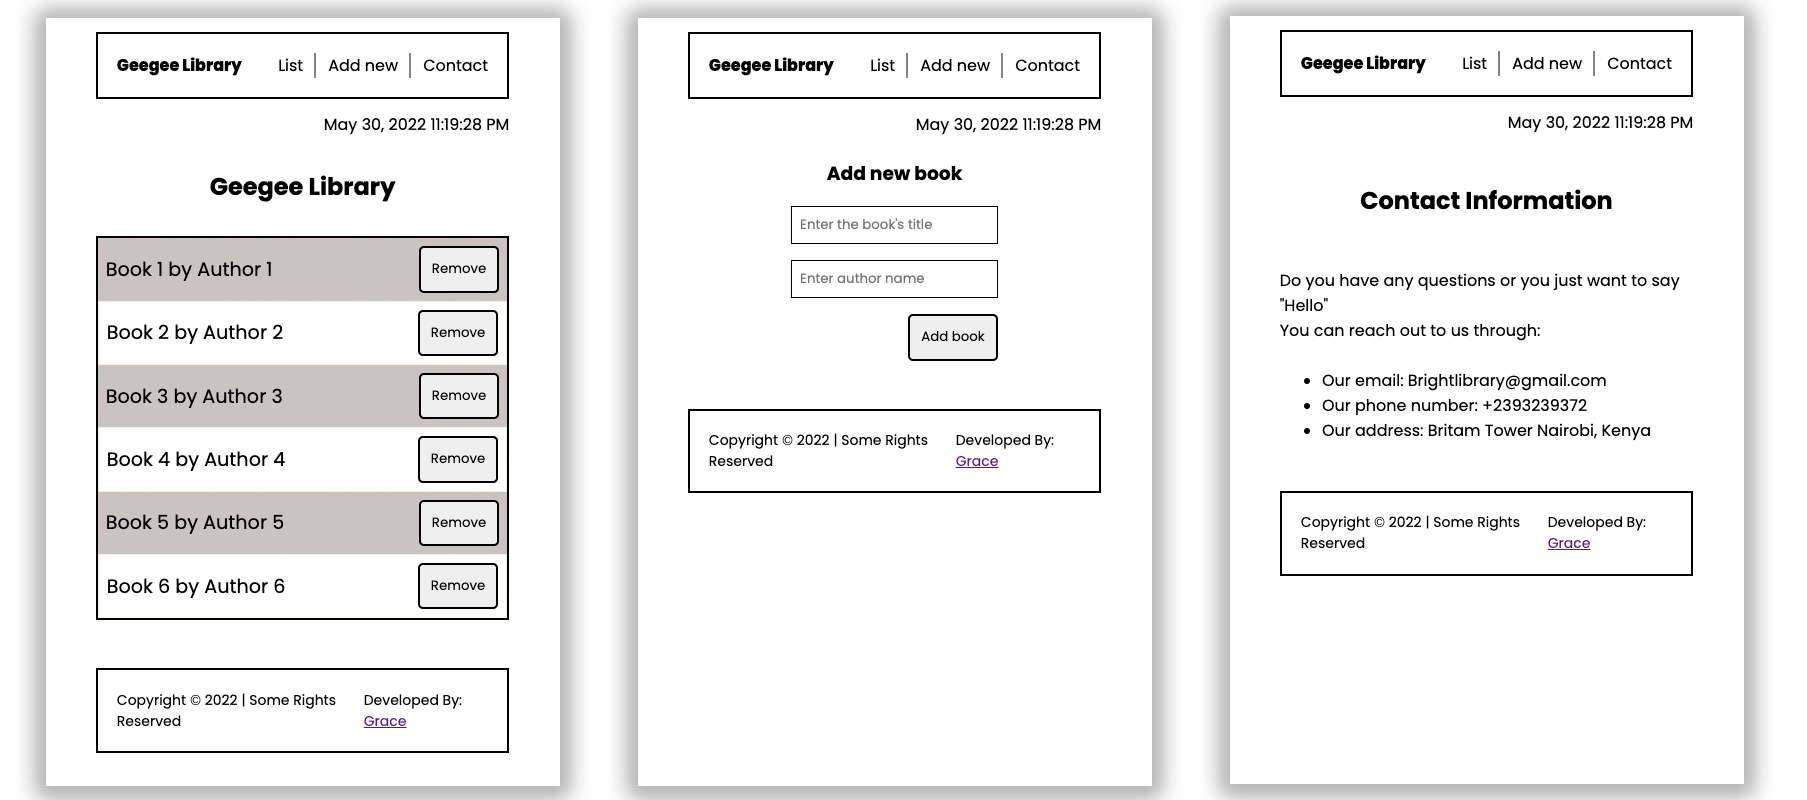 Geegee Library List Add new Contact
May 30, 2022 11:19:28 PM
Geegee Library
Book 1 by Author 1 Remove
Book 2 by Author 2 Remove
Book 3 by Author 3 Remove
Book 4 by Author 4 Remove
Book 5 by Author 5 Remove
Book 6 by Author 6 Remove
Copyright © 2022 | Some Rights
Reserved
Developed By:
Grace
Geegee Library List Add new Contact
May 30, 2022 11:19:28 PM
Add new book
Enter the book's title
Enter author name
Add book
Copyright © 2022 | Some Rights
Reserved
Developed By:
Grace
Geegee Library List Add new Contact
May 30, 2022 11:19:28 PM
Contact Information
Do you have any questions or you just want to say
"Hello"
You can reach out to us through:
• Our email: Brightlibrary@gmail.com
• Our phone number: +2393239372
• Our address: Britam Tower Nairobi, Kenya
Copyright © 2022 | Some Rights
Reserved
Developed By:
Grace